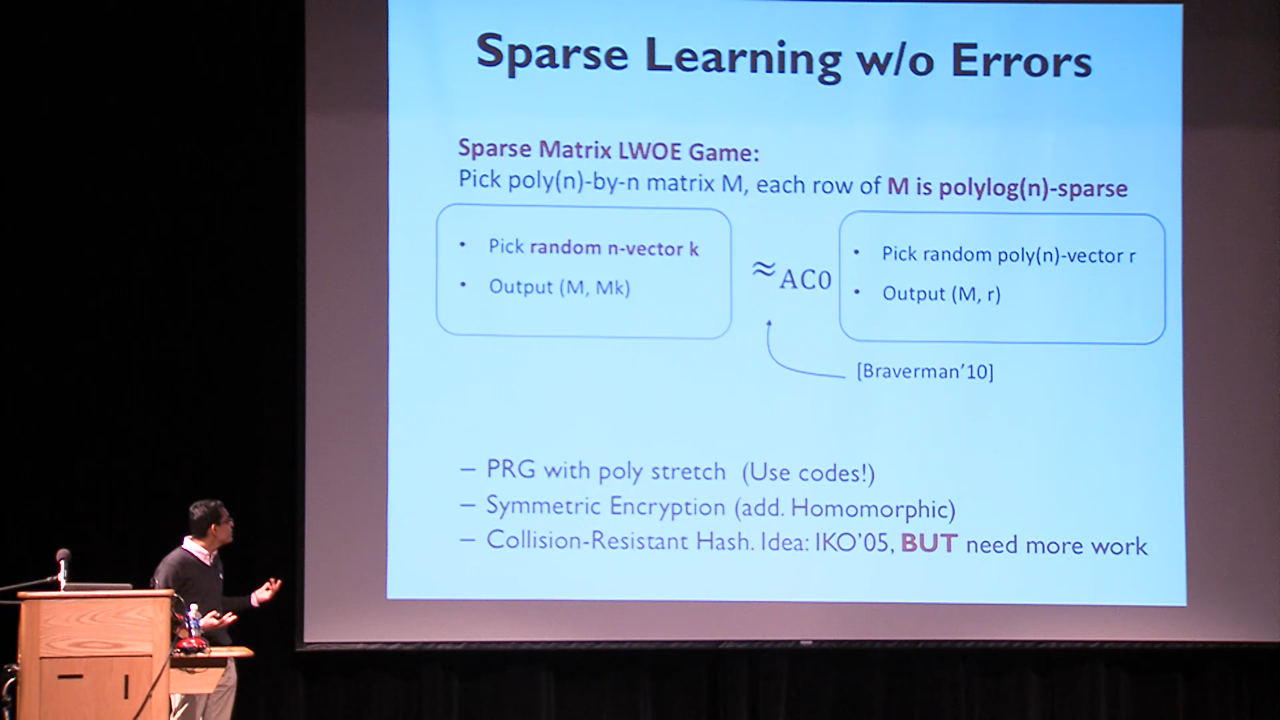 Sparse Learning w/o Errors
Sparse Matrix LWOE Game:
Pick poly(n)-by-n matrix M, each row of M is polylog(n)-sparse
• Pick random n-vector k
• Output (M, Mk)
≈AC0
• Pick random poly(n)-vector r
• Output (M, r)
[Braverman'10]
– PRG with poly stretch (Use codes!)
– Symmetric Encryption (add. Homomorphic)
– Collision-Resistant Hash. Idea: IKO'05, BUT need more work